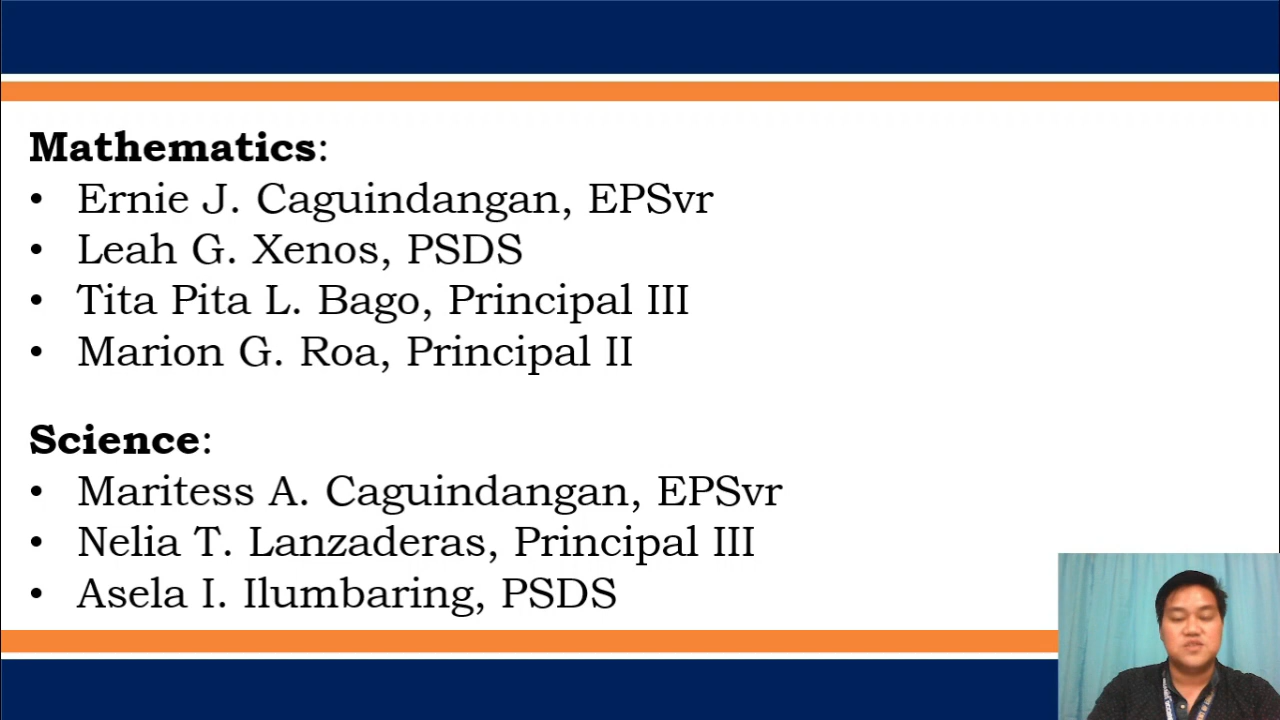 Mathematics:
• Ernie J. Caguindangan, EPSvr
• Leah G. Xenos, PSDS
• Tita Pita L. Bago, Principal III
• Marion G. Roa, Principal II
Science:
• Maritess A. Caguindangan, EPSvr
• Nelia T. Lanzaderas, Principal III
• Asela I. Ilumbaring, PSDS